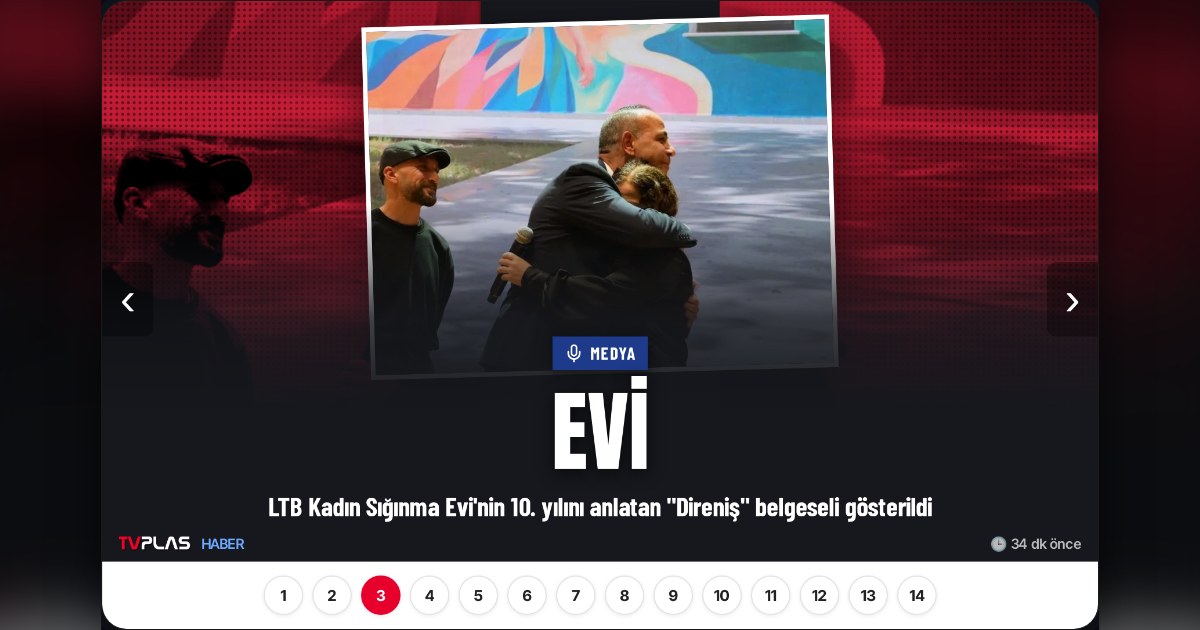 MEDYA
EVİ
LTB Kadın Sığınma Evi'nin 10. yılını anlatan "Direniş" belgeseli gösterildi
TVPLAS HABER
34 dk önce
1 2 3 4 5 6 7 8 9 10 11 12 13 14